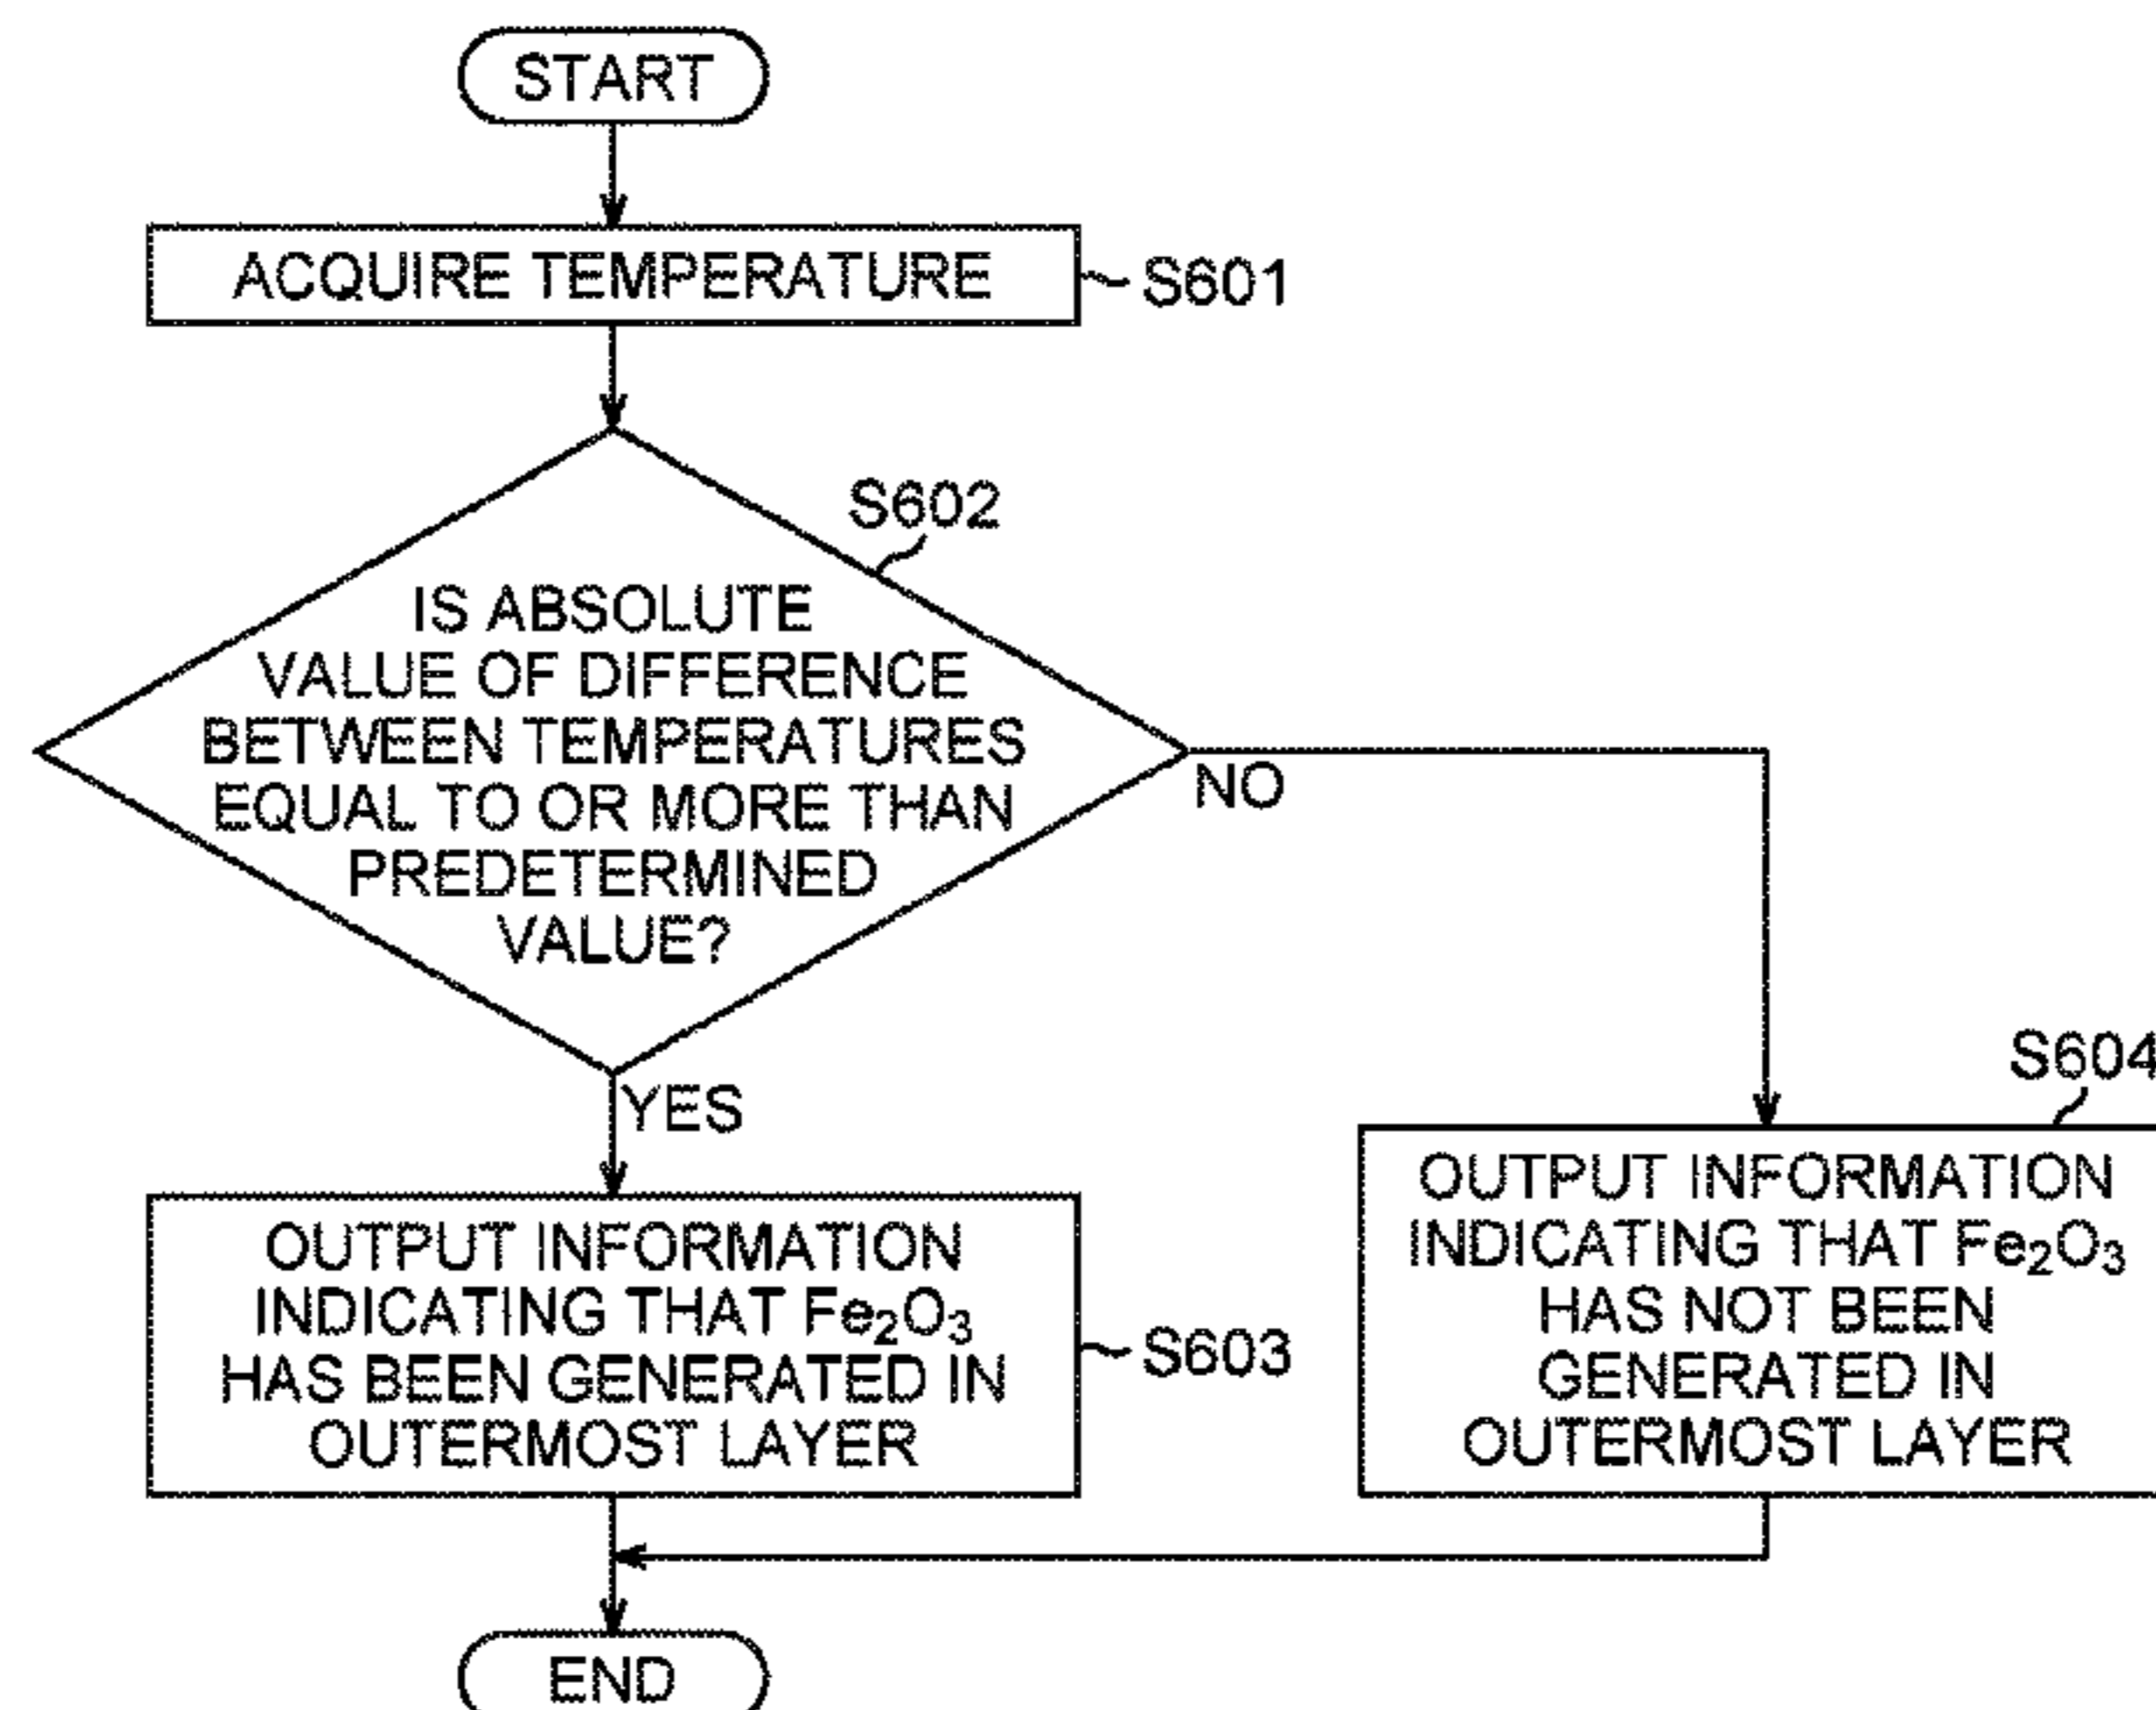 START
ACQUIRE TEMPERATURE
S601
S602
IS ABSOLUTE
VALUE OF DIFFERENCE
BETWEEN TEMPERATURES
EQUAL TO OR MORE THAN
PREDETERMINED
VALUE?
NO
YES
S603
OUTPUT INFORMATION
INDICATING THAT Fe₂O₃
HAS BEEN GENERATED IN
OUTERMOST LAYER
S604
OUTPUT INFORMATION
INDICATING THAT Fe₂O₃
HAS NOT BEEN
GENERATED IN
OUTERMOST LAYER
END